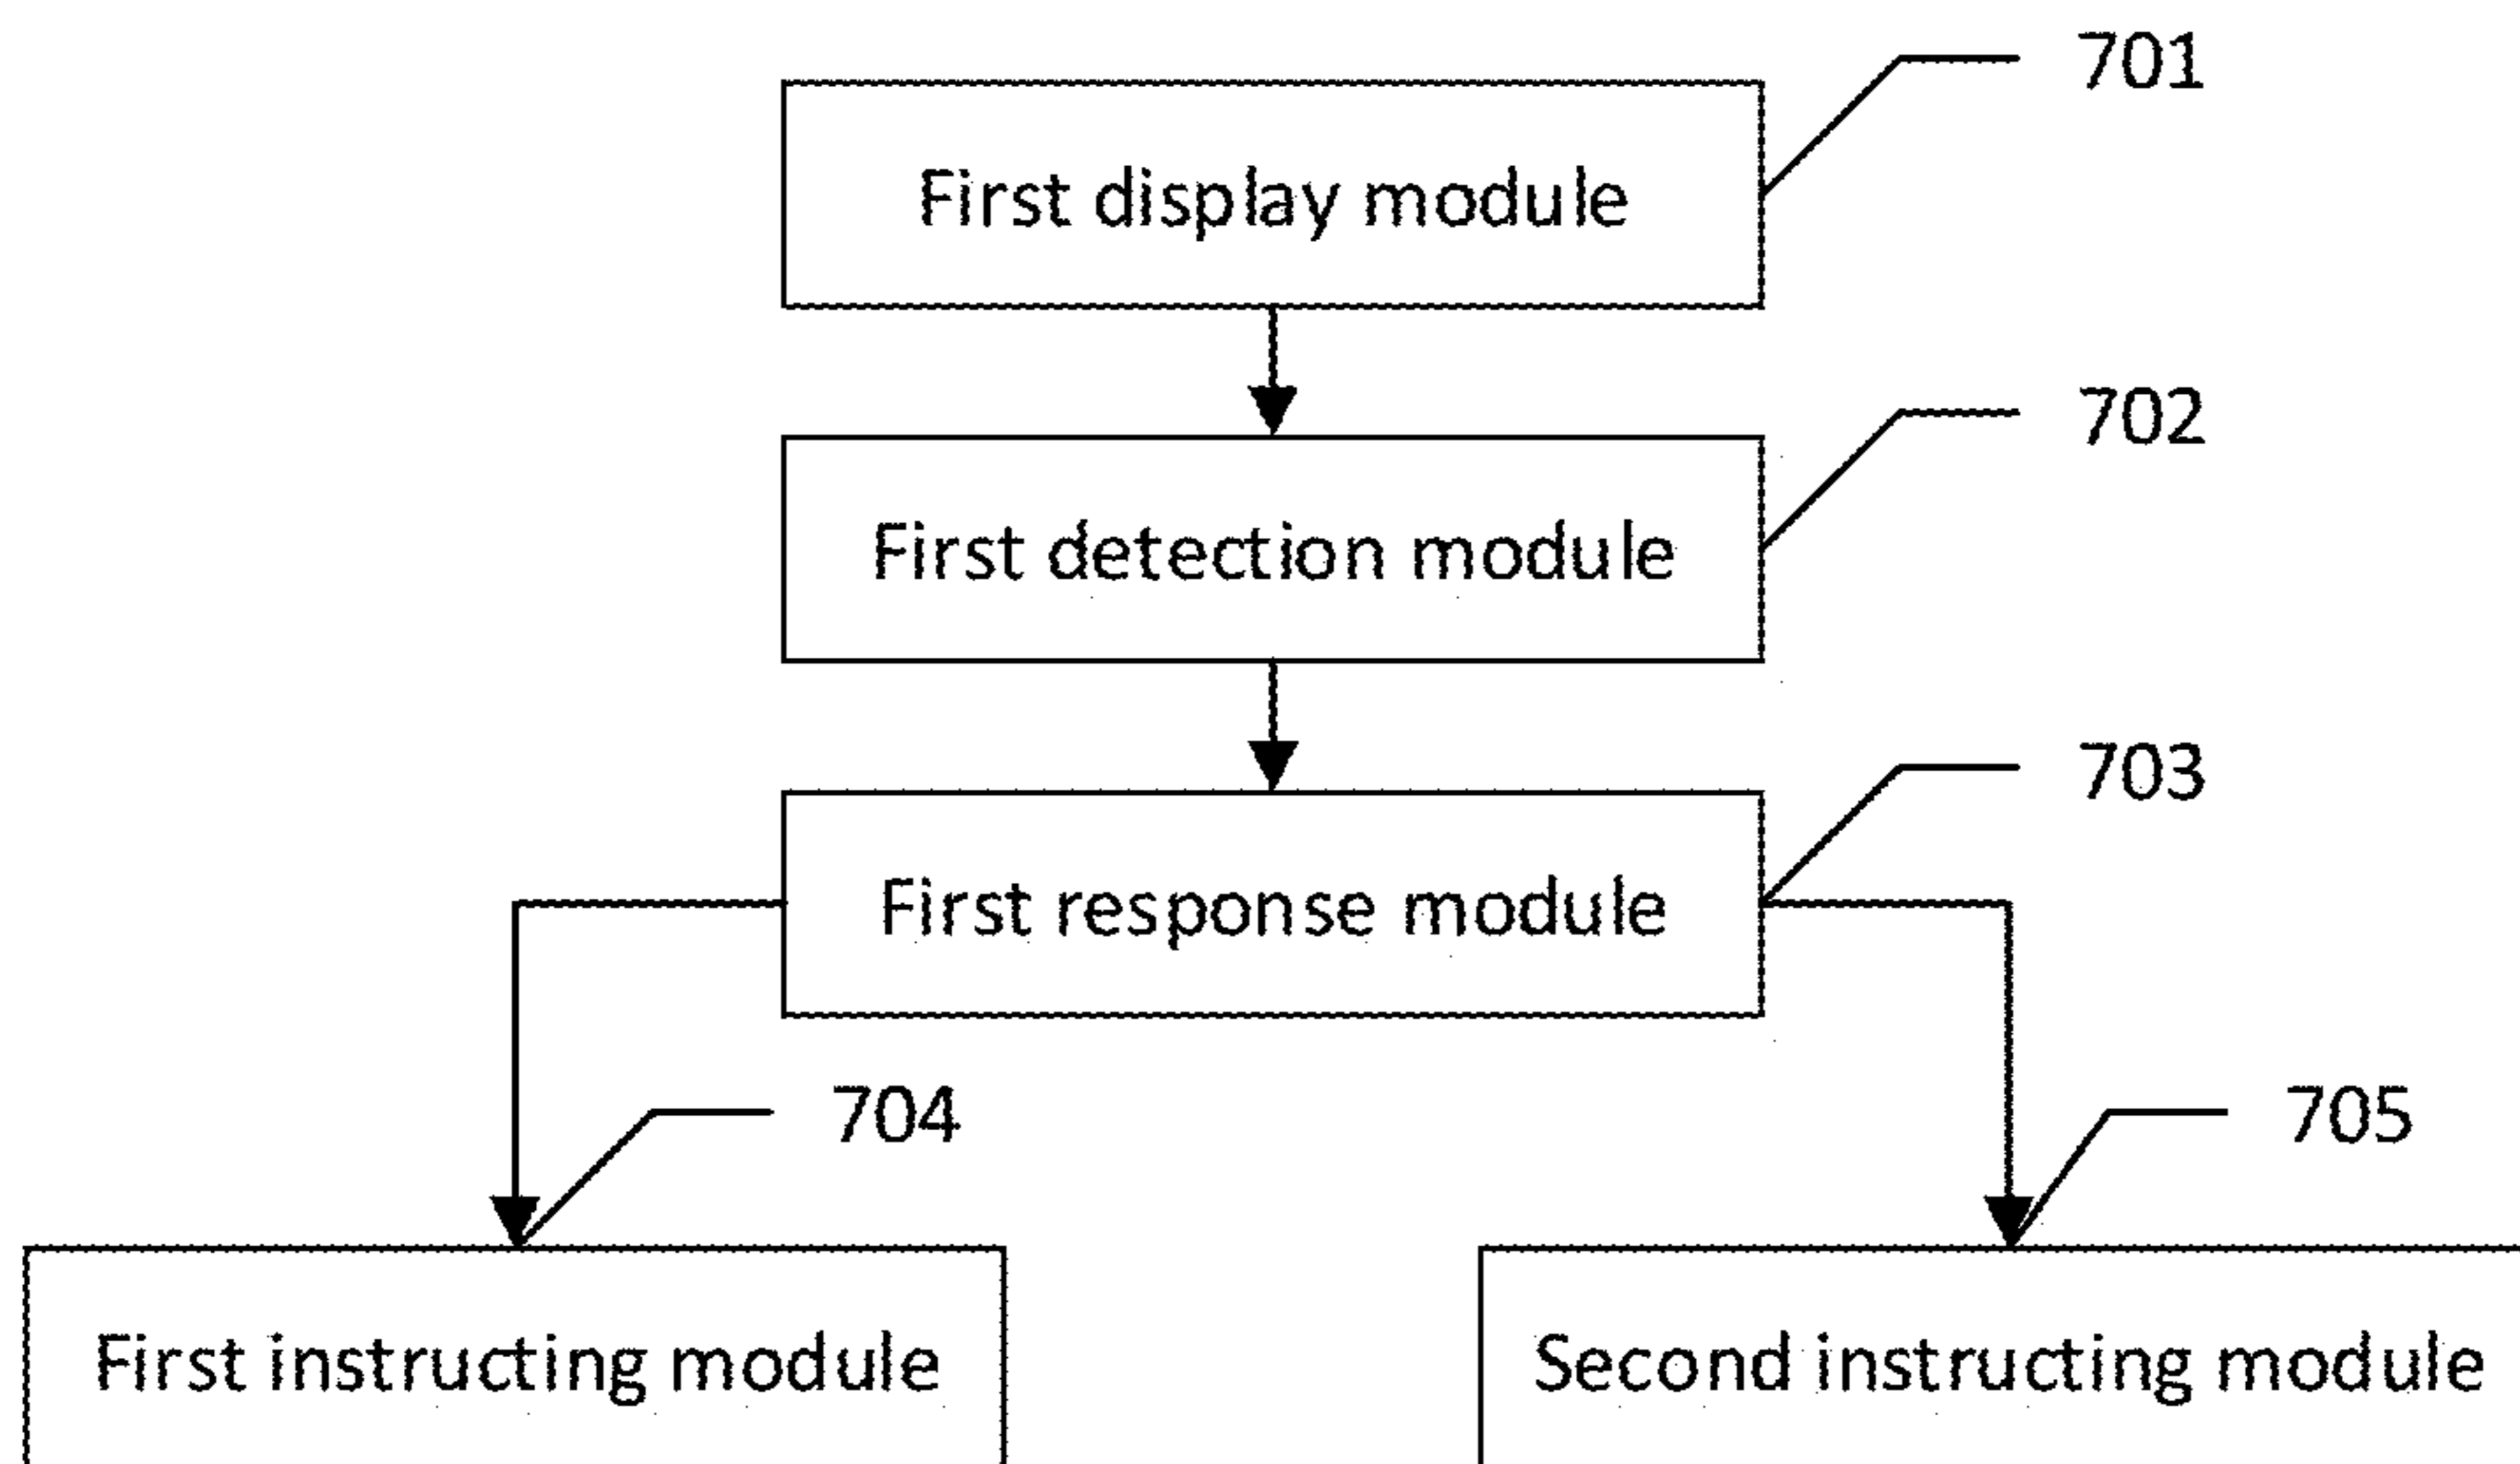 701
First display module
702
First detection module
703
First response module
704
705
First instructing module
Second instructing module